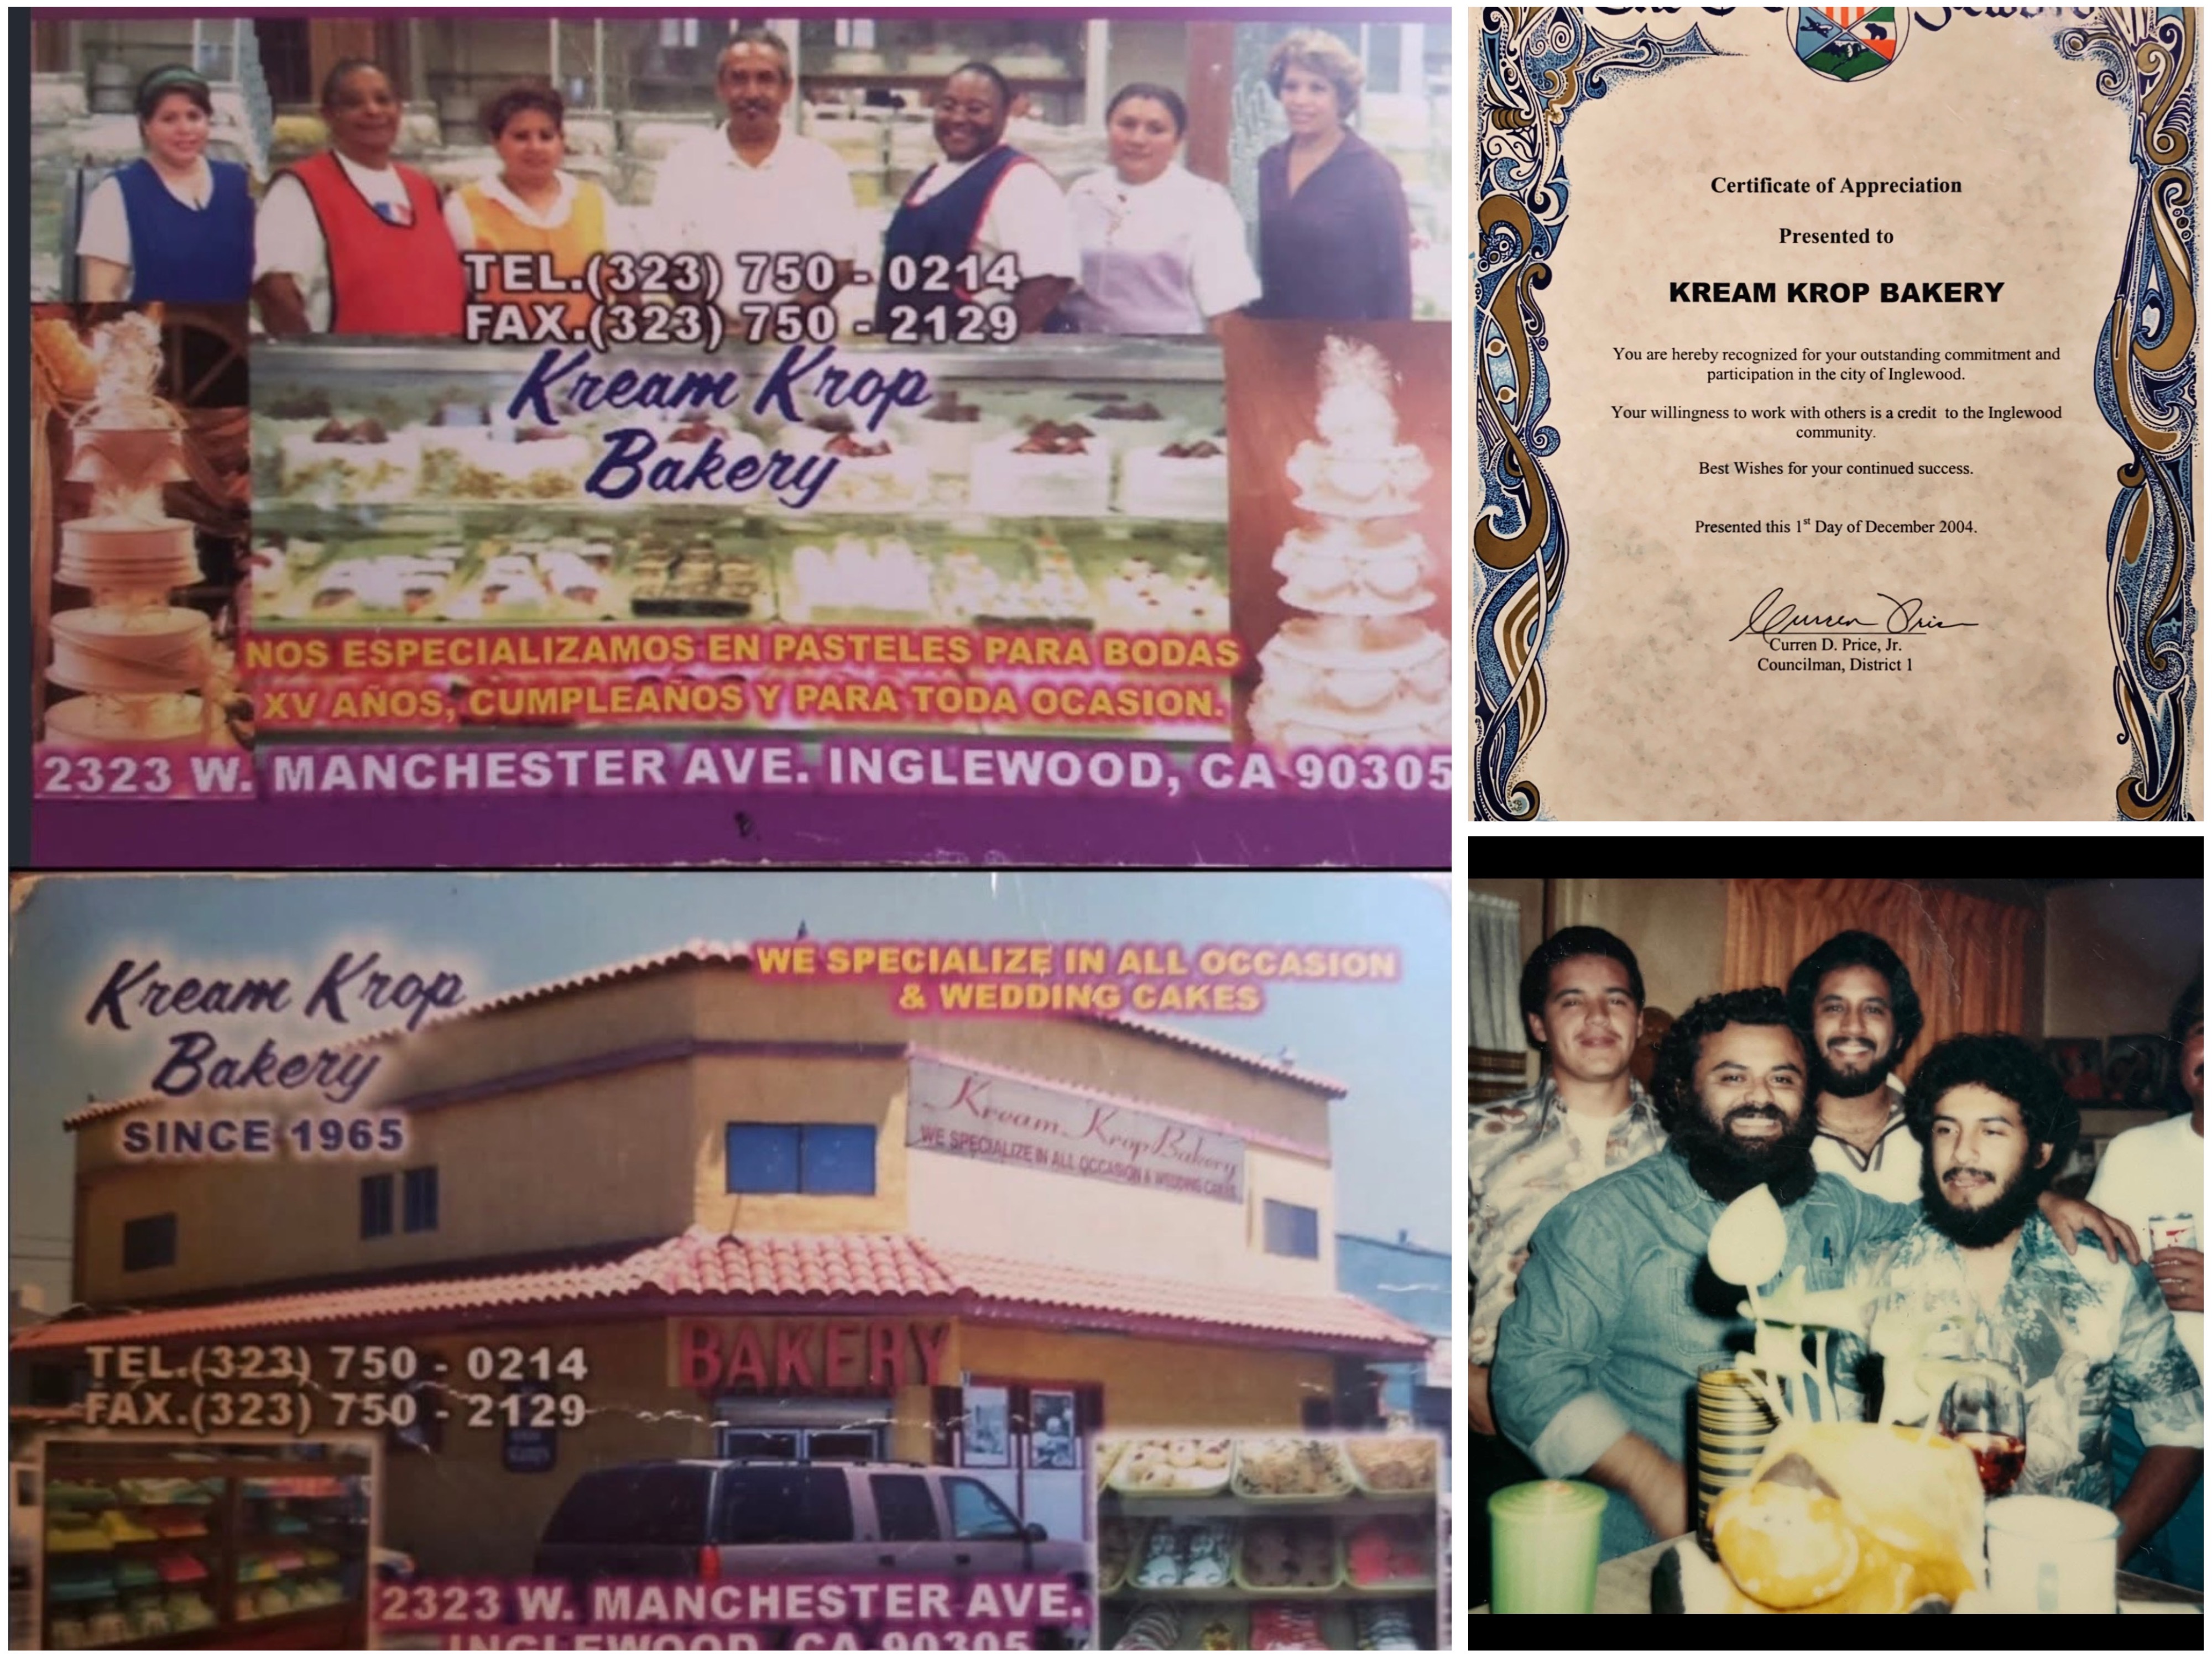 TEL.(323) 750 - 0214
FAX.(323) 750 - 2129
Kream Krop
Bakery
NOS ESPECIALIZAMOS EN PASTELES PARA BODAS
XV AÑOS, CUMPLEAÑOS Y PARA TODA OCASION.
2323 W. MANCHESTER AVE. INGLEWOOD, CA 90305
Certificate of Appreciation
Presented to
KREAM KROP BAKERY
You are hereby recognized for your outstanding commitment and
participation in the city of Inglewood.
Your willingness to work with others is a credit to the Inglewood
community.
Best Wishes for your continued success.
Presented this 1st Day of December 2004.
Curren Price
Curren D. Price, Jr.
Councilman, District 1
Kream Krop
Bakery
SINCE 1965
WE SPECIALIZE IN ALL OCCASION
& WEDDING CAKES
Kream Krop Bakery
WE SPECIALIZE IN ALL OCCASION & WEDDING CAKES
BAKERY
TEL.(323) 750 - 0214
FAX.(323) 750 - 2129
2323 W. MANCHESTER AVE.
INGLEWOOD, CA 90305